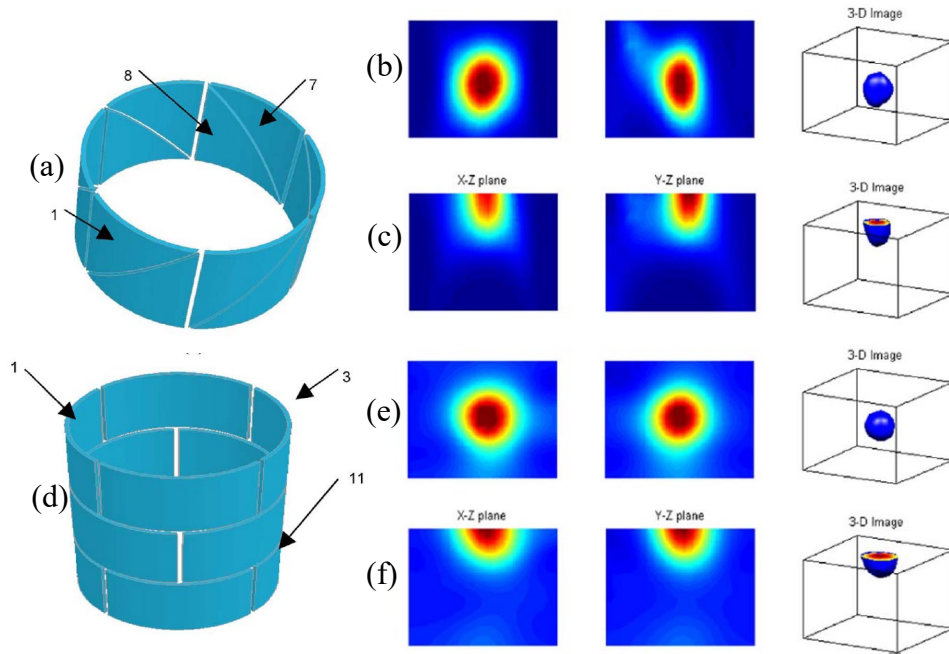 (a)
8
7
1
(b)
3-D Image
(c)
X-Z plane
Y-Z plane
3-D Image
(d)
1
3
11
(e)
3-D Image
(f)
X-Z plane
Y-Z plane
3-D Image